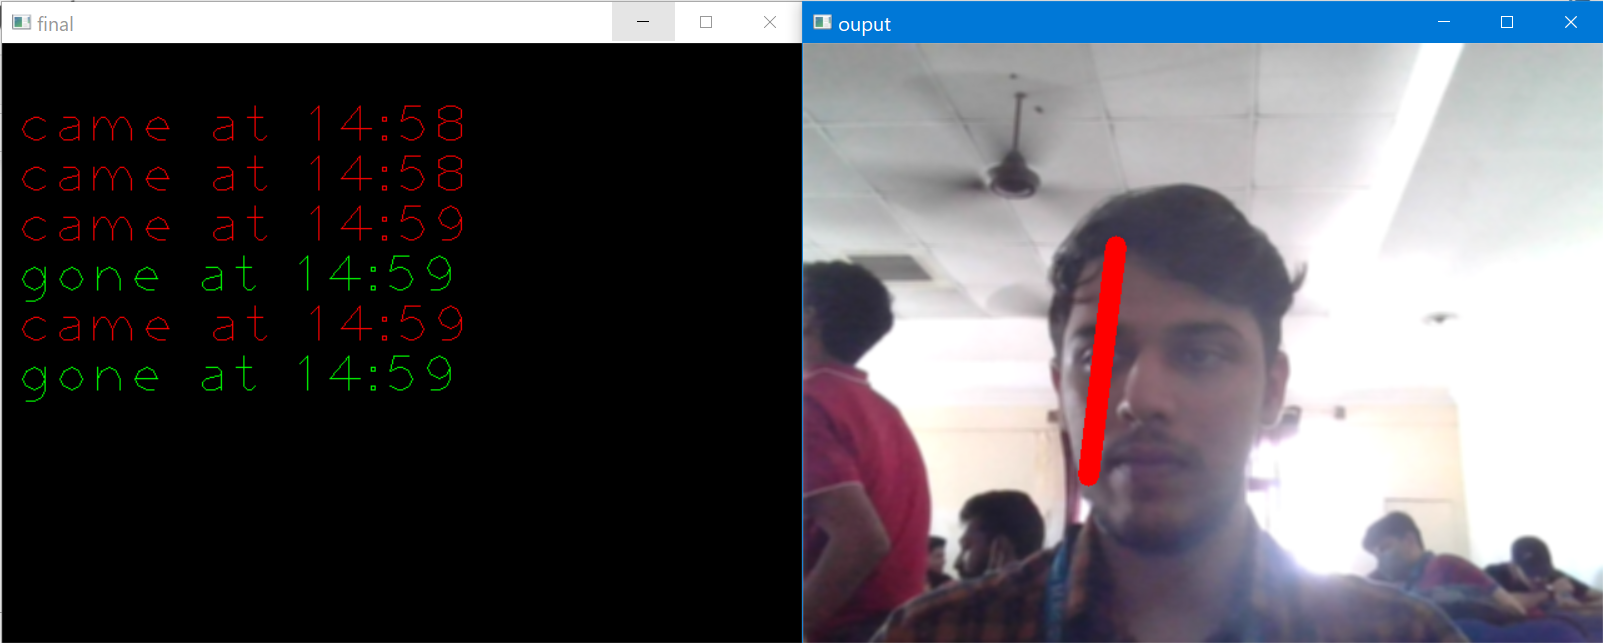 final
came at 14:58
came at 14:58
came at 14:59
gone at 14:59
came at 14:59
gone at 14:59
ouput